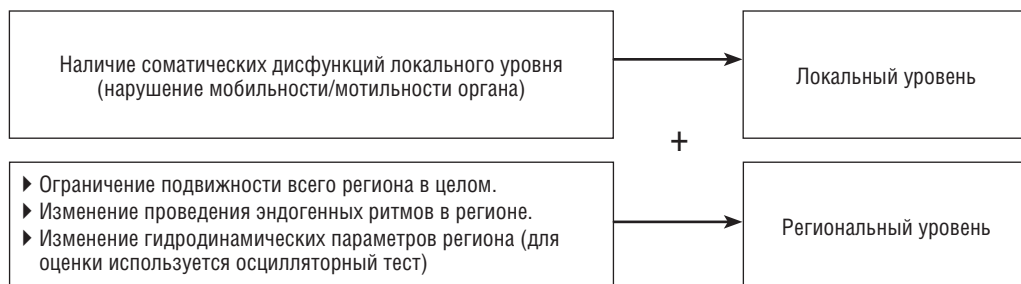 Наличие соматических дисфункций локального уровня
(нарушение мобильности/мотильности органа)
Локальный уровень
+
Ограничение подвижности всего региона в целом.
Изменение проведения эндогенных ритмов в регионе.
Изменение гидродинамических параметров региона (для
оценки используется осцилляторный тест)
Региональный уровень